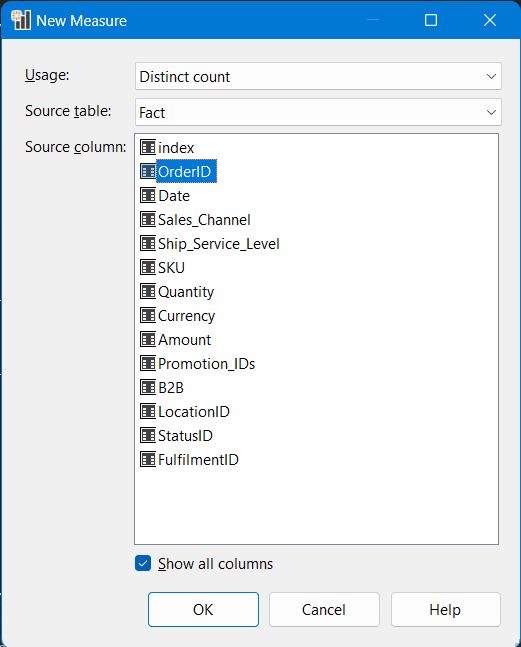 New Measure
Usage: Distinct count
Source table: Fact
Source column:
index
OrderID
Date
Sales_Channel
Ship_Service_Level
SKU
Quantity
Currency
Amount
Promotion_IDs
B2B
LocationID
StatusID
FulfilmentID
Show all columns
OK Cancel Help